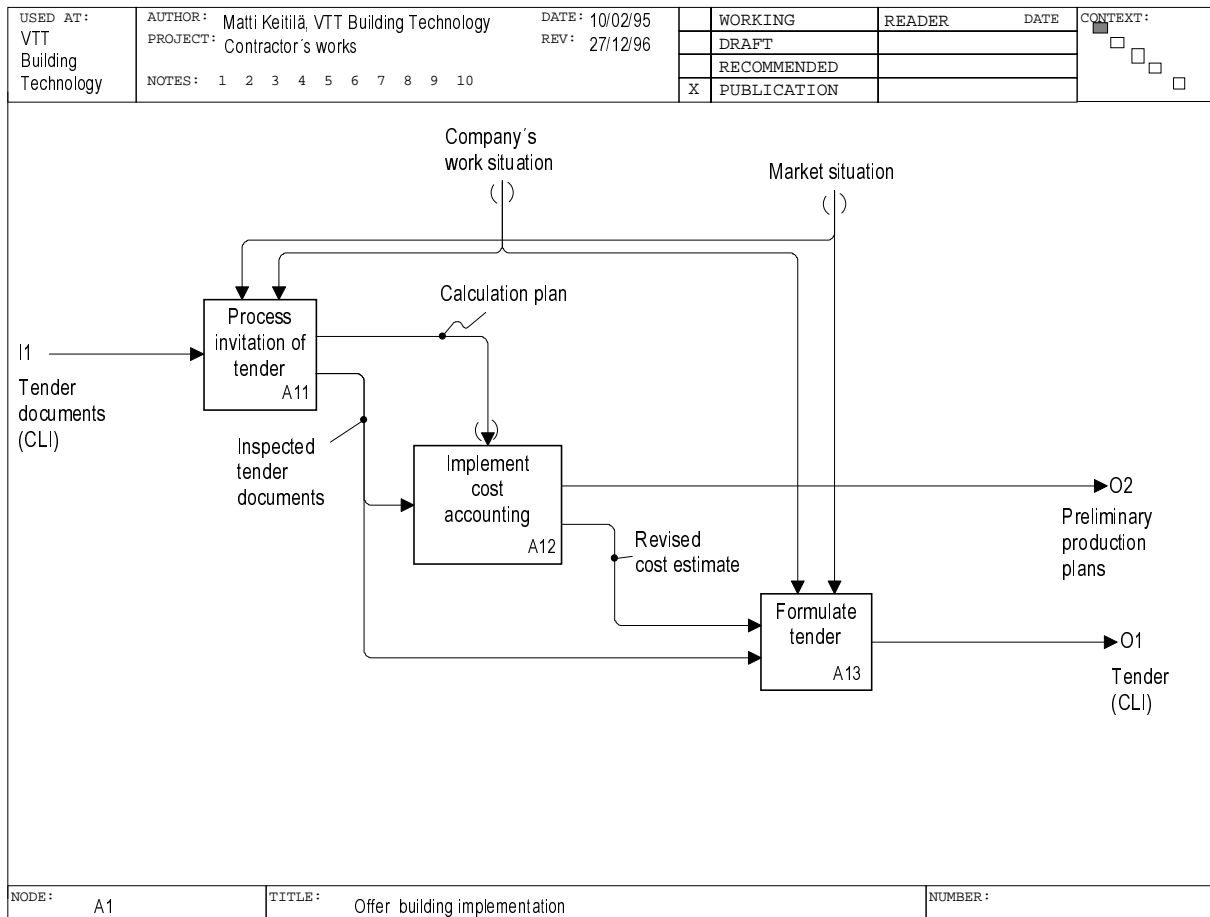 USED AT:
VTT
Building
Technology
AUTHOR: Matti Keitilä, VTT Building Technology
PROJECT: Contractor´s works
DATE: 10/02/95
REV: 27/12/96
NOTES: 1 2 3 4 5 6 7 8 9 10
WORKING
DRAFT
RECOMMENDED
X PUBLICATION
READER DATE
CONTEXT:
Company´s
work situation
Market situation
Calculation plan
Process
invitation of
tender
A11
I1
Tender
documents
(CLI)
Inspected
tender
documents
Implement
cost
accounting
A12
O2
Preliminary
production
plans
Revised
cost estimate
Formulate
tender
A13
O1
Tender
(CLI)
NODE: A1
TITLE: Offer building implementation
NUMBER: